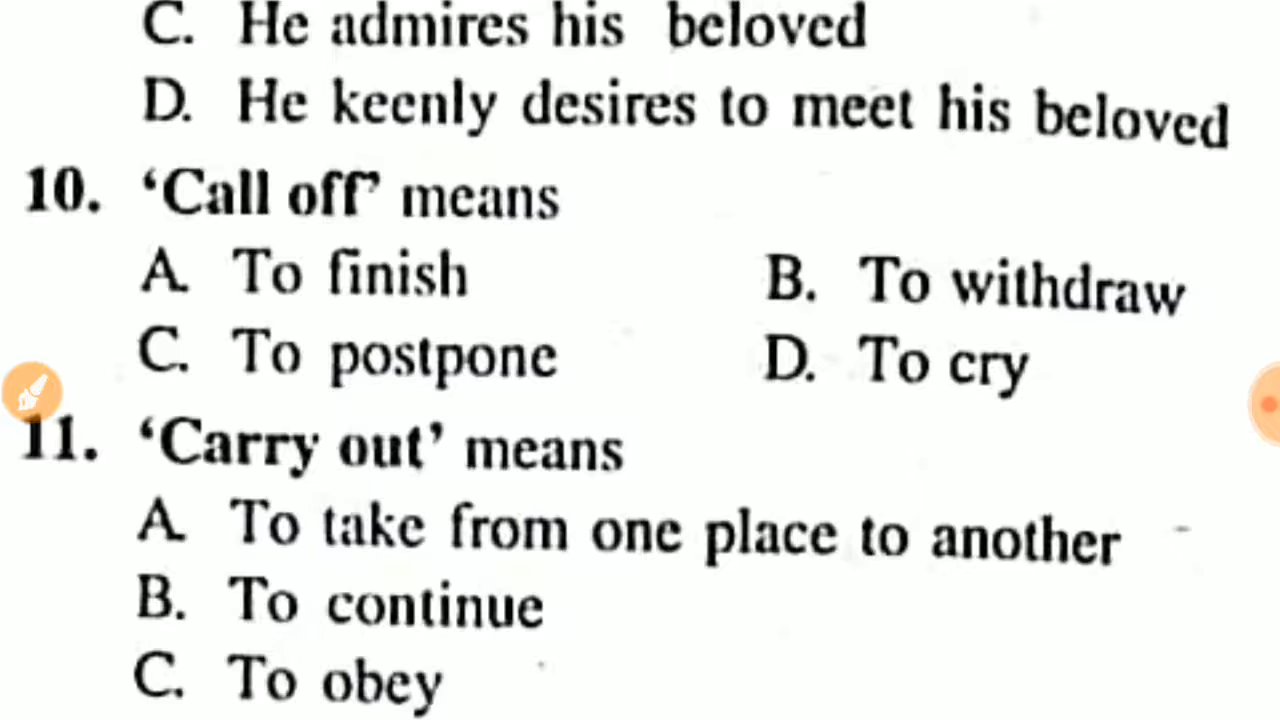 C. He admires his beloved
D. He keenly desires to meet his beloved
10. ‘Call off’ means
A. To finish B. To withdraw
C. To postpone D. To cry
11. ‘Carry out’ means
A. To take from one place to another
B. To continue
C. To obey